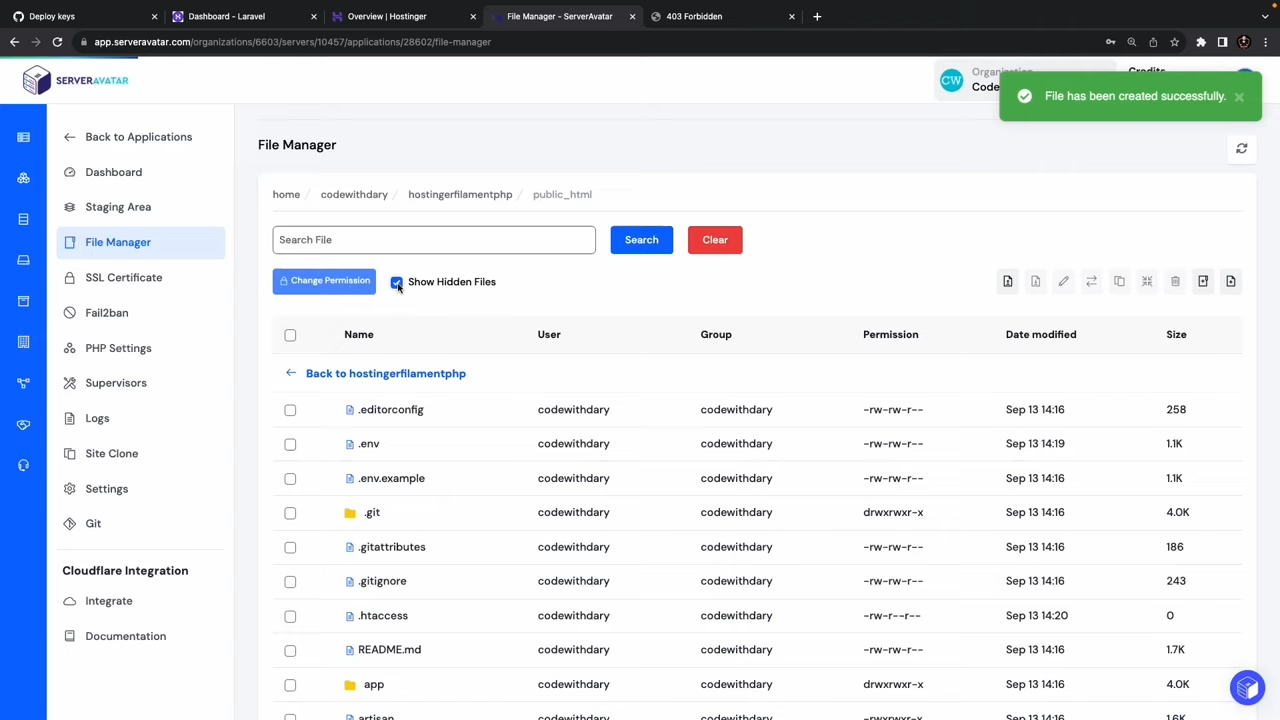 Deploy keys
Dashboard - Laravel
Overview | Hostinger
File Manager - ServerAvatar
403 Forbidden
app.serveravatar.com/organizations/6603/servers/10457/applications/28602/file-manager
SERVERAVATAR
CW
Organization
Code
Credits
File has been created successfully.
Back to Applications
Dashboard
Staging Area
File Manager
SSL Certificate
Fail2ban
PHP Settings
Supervisors
Logs
Site Clone
Settings
Git
Cloudflare Integration
Integrate
Documentation
File Manager
home / codewithdary / hostingerfilamentphp / public_html
Search File
Search
Clear
Change Permission
Show Hidden Files
Name User Group Permission Date modified Size
Back to hostingerfilamentphp
.editorconfig codewithdary codewithdary -rw-rw-r-- Sep 13 14:16 258
.env codewithdary codewithdary -rw-rw-r-- Sep 13 14:19 1.1K
.env.example codewithdary codewithdary -rw-rw-r-- Sep 13 14:16 1.1K
.git codewithdary codewithdary drwxrwxr-x Sep 13 14:16 4.0K
.gitattributes codewithdary codewithdary -rw-rw-r-- Sep 13 14:16 186
.gitignore codewithdary codewithdary -rw-rw-r-- Sep 13 14:16 243
.htaccess codewithdary codewithdary -rw-r--r-- Sep 13 14:20 0
README.md codewithdary codewithdary -rw-rw-r-- Sep 13 14:16 1.7K
app codewithdary codewithdary drwxrwxr-x Sep 13 14:16 4.0K
artisan codewithdary codewithdary -rwxrwxr-x Sep 13 14:16 1.6K